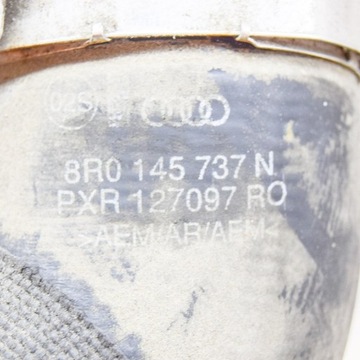 8R0 145 737 N
PXR 127097 RO
>AEM/AR/AEM<